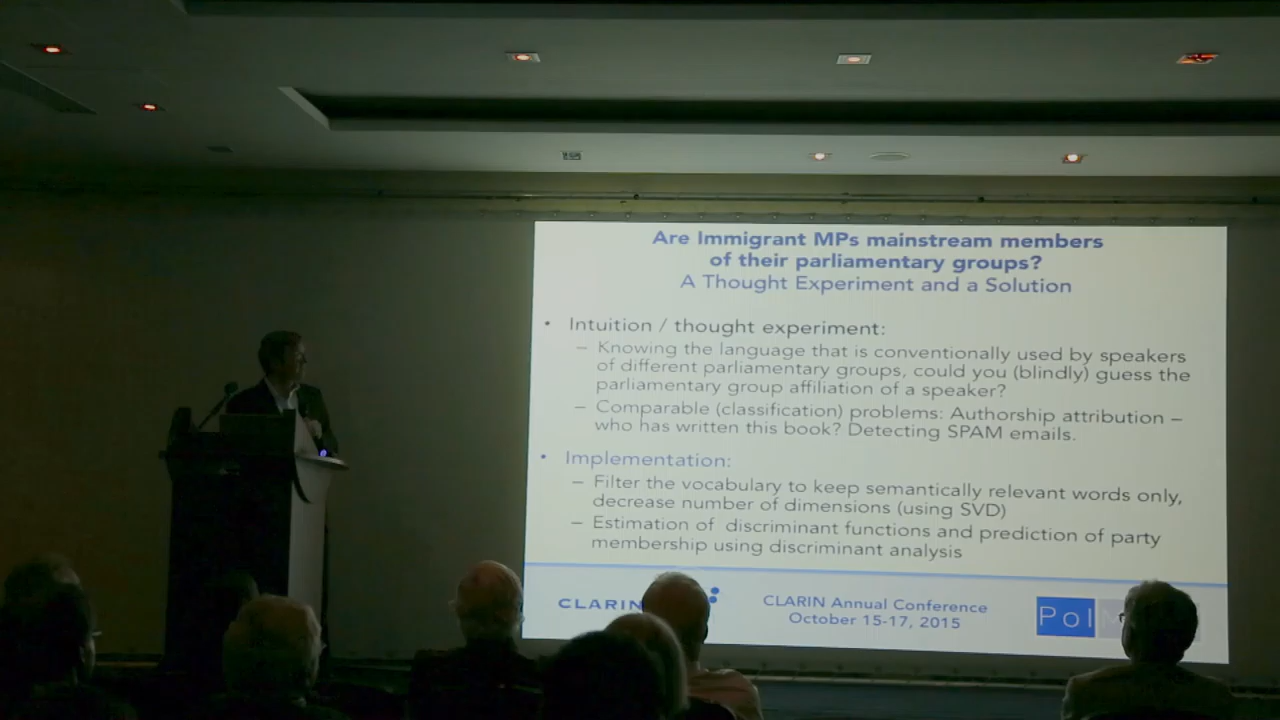 Are Immigrant MPs mainstream members
of their parliamentary groups?
A Thought Experiment and a Solution
• Intuition / thought experiment:
– Knowing the language that is conventionally used by speakers
of different parliamentary groups, could you (blindly) guess the
parliamentary group affiliation of a speaker?
– Comparable (classification) problems: Authorship attribution –
who has written this book? Detecting SPAM emails.
• Implementation:
– Filter the vocabulary to keep semantically relevant words only,
decrease number of dimensions (using SVD)
– Estimation of discriminant functions and prediction of party
membership using discriminant analysis
CLARIN
CLARIN Annual Conference
October 15-17, 2015
Pol